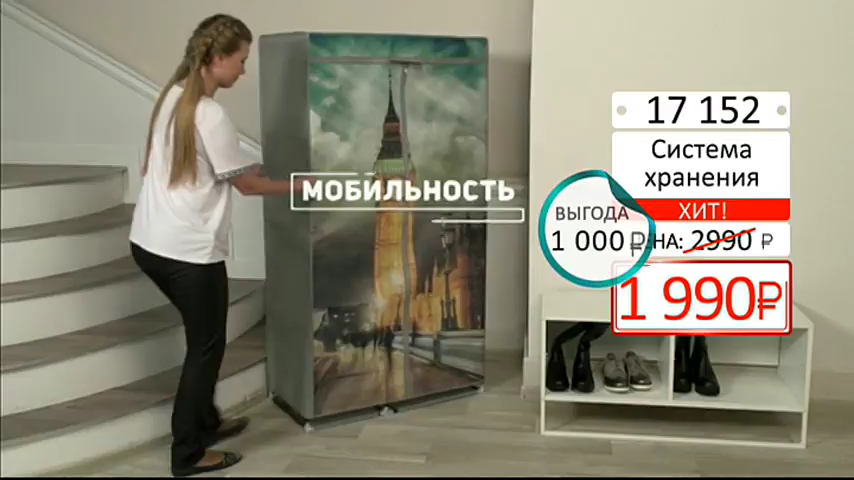 МОБИЛЬНОСТЬ
17 152
Система
хранения
ХИТ!
ВЫГОДА
1 000 ₽
НА: 2990 ₽
1 990₽